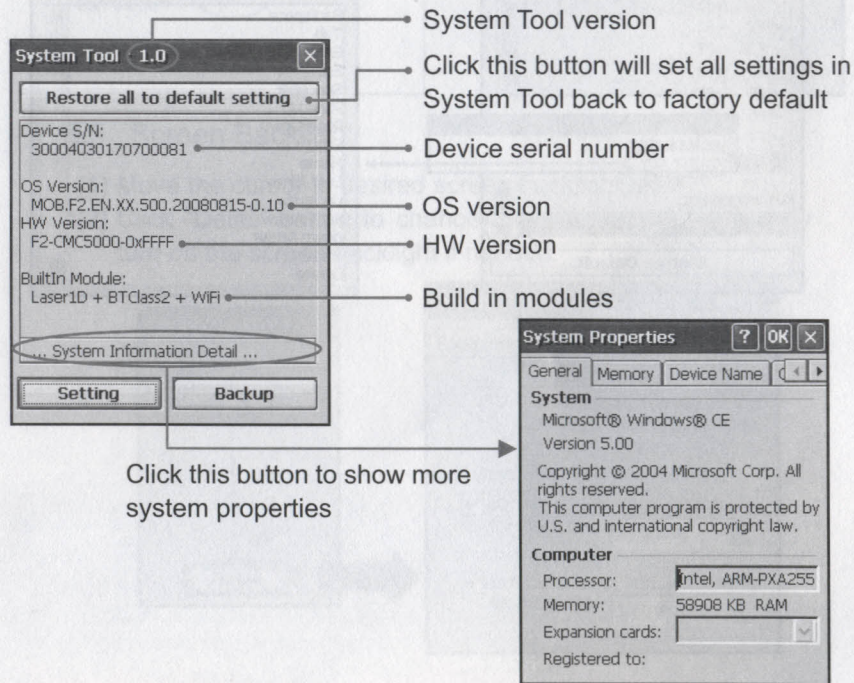 System Tool version
System Tool 1.0
Click this button will set all settings in
System Tool back to factory default
Restore all to default setting
Device S/N:
30004030170700081
Device serial number
OS Version:
MOB.F2.EN.XX.500.20080815-0.10
OS version
HW Version:
F2-CMC5000-0xFFFF
HW version
BuiltIn Module:
Laser1D + BTClass2 + WiFi
Build in modules
... System Information Detail ...
Setting
Backup
Click this button to show more
system properties
System Properties ? OK
General Memory Device Name
System
Microsoft® Windows® CE
Version 5.00
Copyright © 2004 Microsoft Corp. All
rights reserved.
This computer program is protected by
U.S. and international copyright law.
Computer
Processor: Intel, ARM-PXA255
Memory: 58908 KB RAM
Expansion cards:
Registered to: